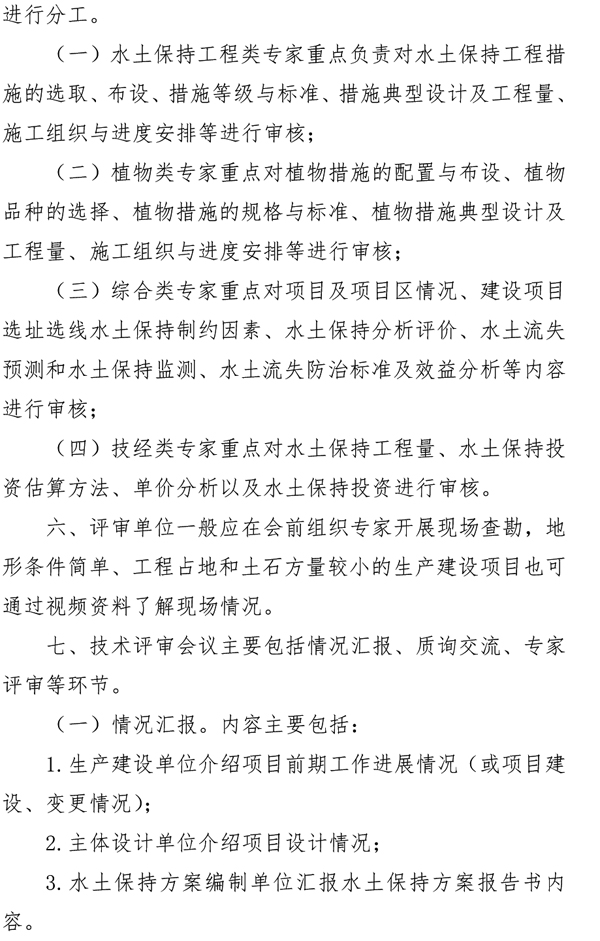 进行分工。
（一）水土保持工程类专家重点负责对水土保持工程措
施的选取、布设、措施等级与标准、措施典型设计及工程量、
施工组织与进度安排等进行审核；
（二）植物类专家重点对植物措施的配置与布设、植物
品种的选择、植物措施的规格与标准、植物措施典型设计及
工程量、施工组织与进度安排等进行审核；
（三）综合类专家重点对项目及项目区情况、建设项目
选址选线水土保持制约因素、水土保持分析评价、水土流失
预测和水土保持监测、水土流失防治标准及效益分析等内容
进行审核；
（四）技经类专家重点对水土保持工程量、水土保持投
资估算方法、单价分析以及水土保持投资进行审核。
六、评审单位一般应在会前组织专家开展现场查勘，地
形条件简单、工程占地和土石方量较小的生产建设项目也可
通过视频资料了解现场情况。
七、技术评审会议主要包括情况汇报、质询交流、专家
评审等环节。
（一）情况汇报。内容主要包括：
1.生产建设单位介绍项目前期工作进展情况（或项目建
设、变更情况）；
2.主体设计单位介绍项目设计情况；
3.水土保持方案编制单位汇报水土保持方案报告书内
容。